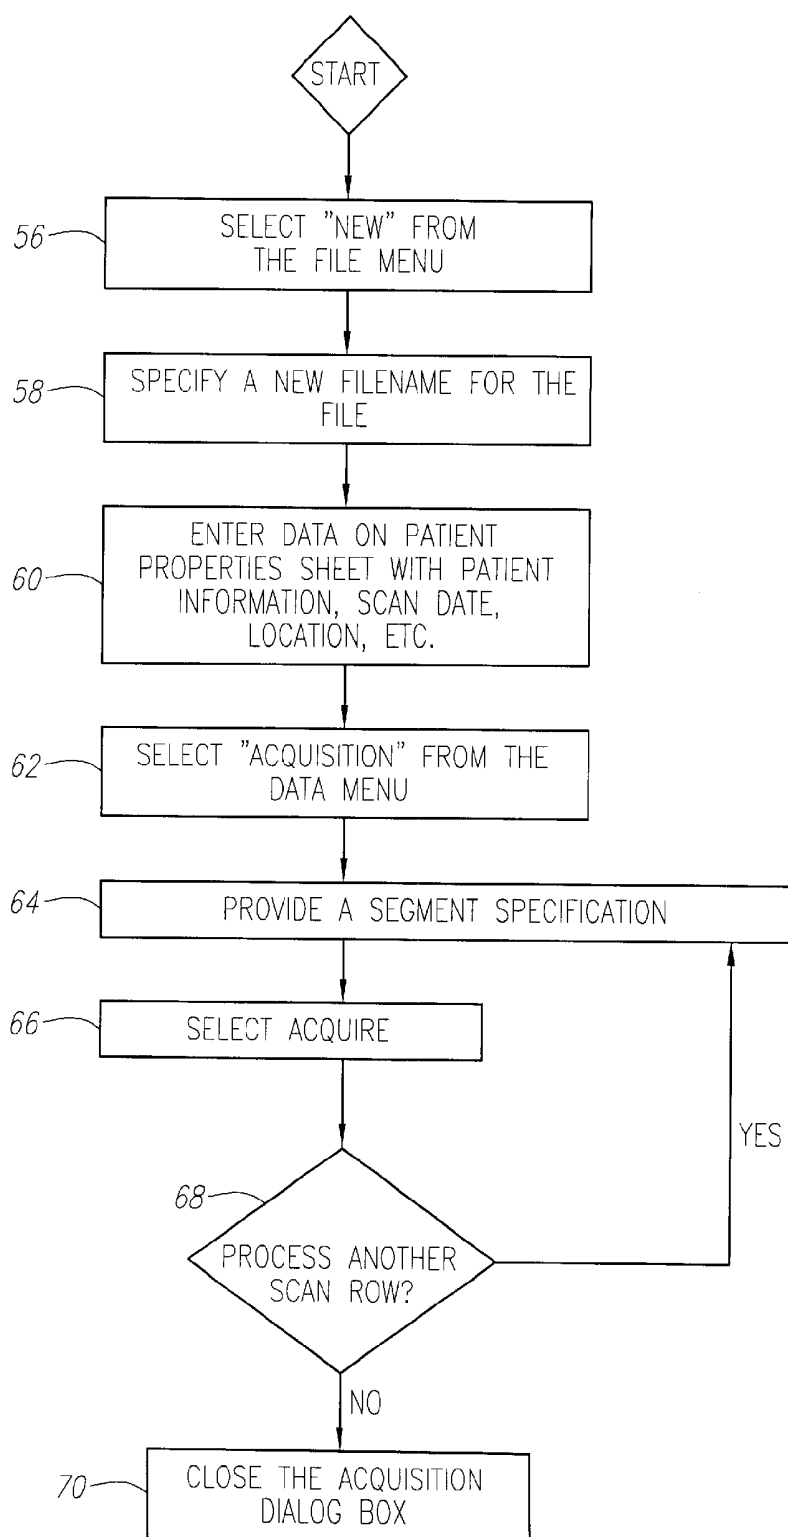 START
56
SELECT "NEW" FROM
THE FILE MENU
58
SPECIFY A NEW FILENAME FOR THE
FILE
60
ENTER DATA ON PATIENT
PROPERTIES SHEET WITH PATIENT
INFORMATION, SCAN DATE,
LOCATION, ETC.
62
SELECT "ACQUISITION" FROM THE
DATA MENU
64
PROVIDE A SEGMENT SPECIFICATION
66
SELECT ACQUIRE
YES
68
PROCESS ANOTHER
SCAN ROW?
NO
70
CLOSE THE ACQUISITION
DIALOG BOX